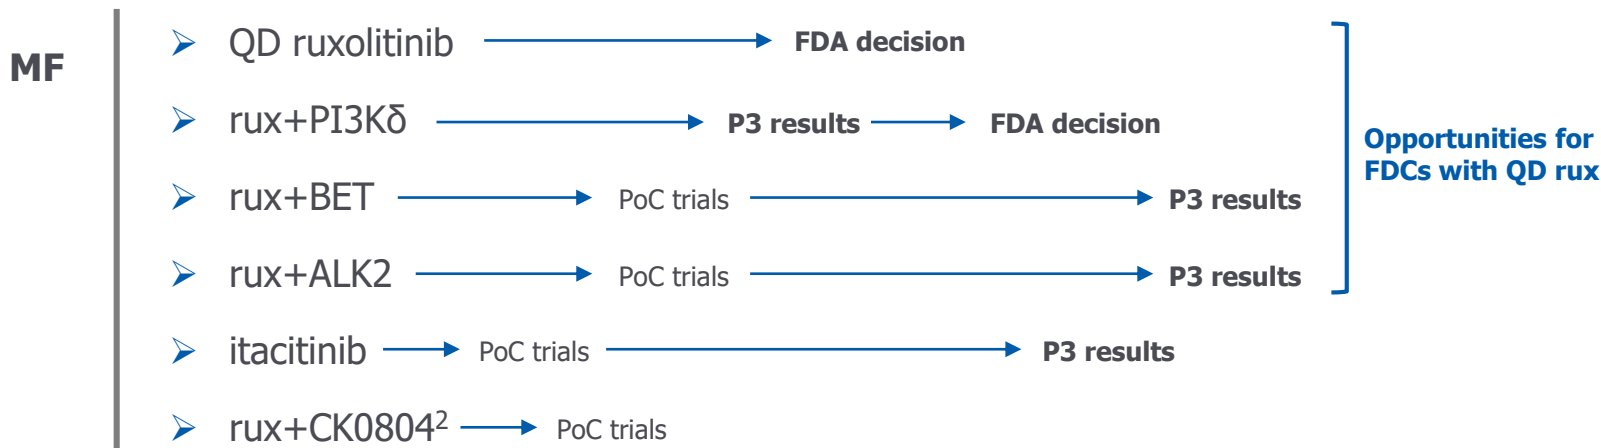 MF
QD ruxolitinib FDA decision
rux+PI3Kδ P3 results FDA decision
rux+BET PoC trials P3 results
rux+ALK2 PoC trials P3 results
itacitinib PoC trials P3 results
rux+CK0804² PoC trials
Opportunities for
FDCs with QD rux